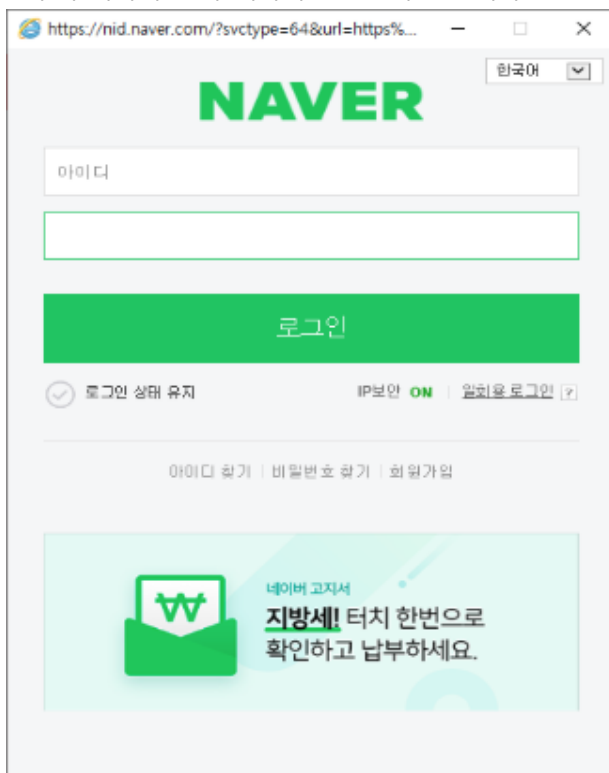 https://nid.naver.com/?svctype=64&url=https%...
한국어
NAVER
아이디
로그인
로그인 상태 유지
IP보안 ON 일회용 로그인 ?
아이디 찾기 비밀번호 찾기 회원가입
네이버 고지서
지방세! 터치 한번으로
확인하고 납부하세요.